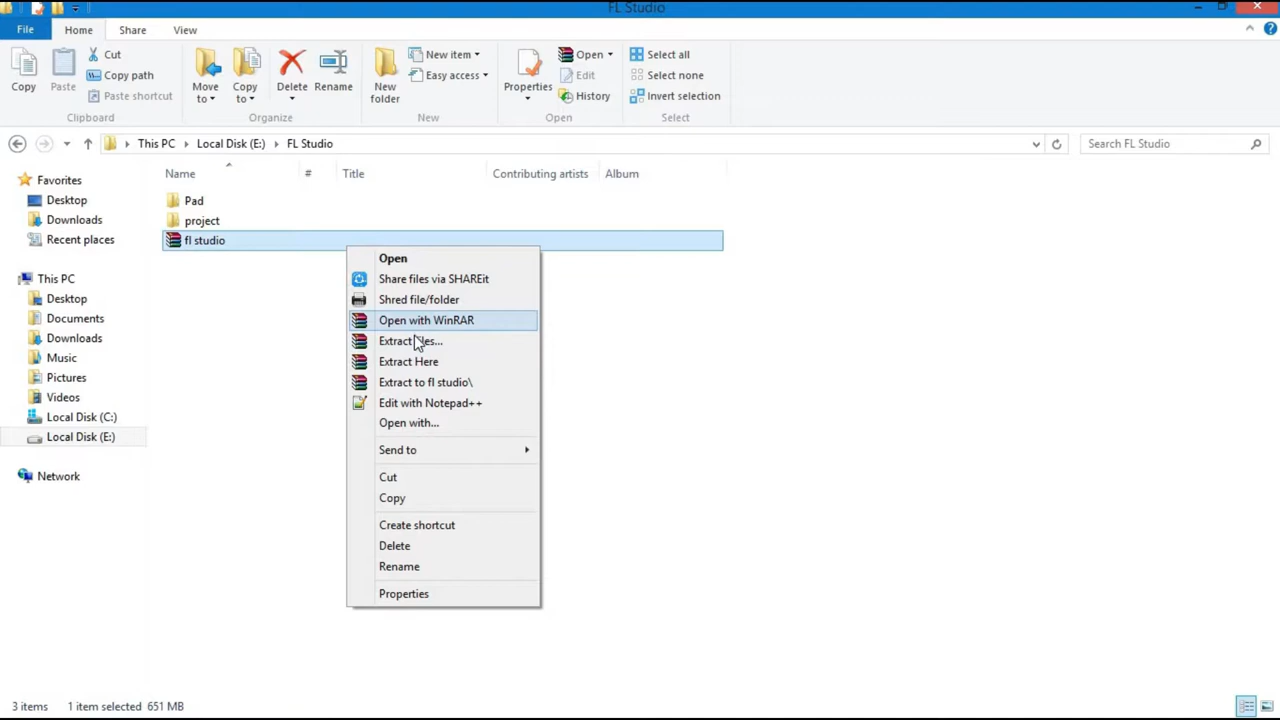 FL Studio
File Home Share View
Copy
Paste
Cut
Copy path
Paste shortcut
Clipboard
Move to
Copy to
Delete
Rename
Organize
New folder
New item
Easy access
New
Properties
Open
Edit
History
Open
Select all
Select none
Invert selection
Select
This PC Local Disk (E:) FL Studio
Search FL Studio
Name # Title Contributing artists Album
Favorites
Desktop
Downloads
Recent places
This PC
Desktop
Documents
Downloads
Music
Pictures
Videos
Local Disk (C:)
Local Disk (E:)
Network
Pad
project
fl studio
Open
Share files via SHAREit
Shred file/folder
Open with WinRAR
Extract files...
Extract Here
Extract to fl studio\
Edit with Notepad++
Open with...
Send to
Cut
Copy
Create shortcut
Delete
Rename
Properties
3 items 1 item selected 651 MB